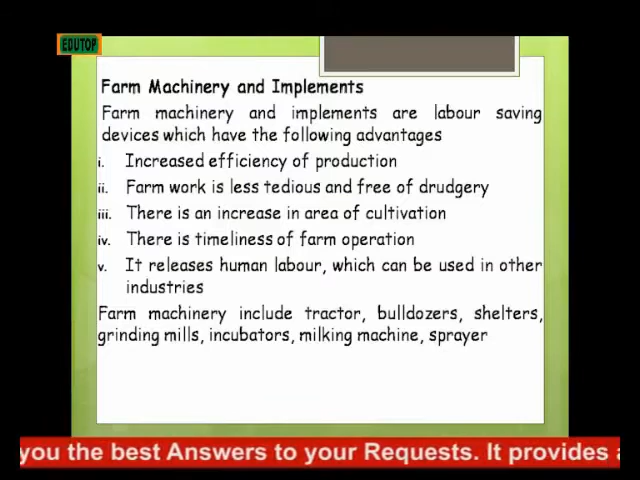 EDUTOP
Farm Machinery and Implements
Farm machinery and implements are labour saving
devices which have the following advantages
i. Increased efficiency of production
ii. Farm work is less tedious and free of drudgery
iii. There is an increase in area of cultivation
iv. There is timeliness of farm operation
v. It releases human labour, which can be used in other
industries
Farm machinery include tractor, bulldozers, shelters,
grinding mills, incubators, milking machine, sprayer
you the best Answers to your Requests. It provides